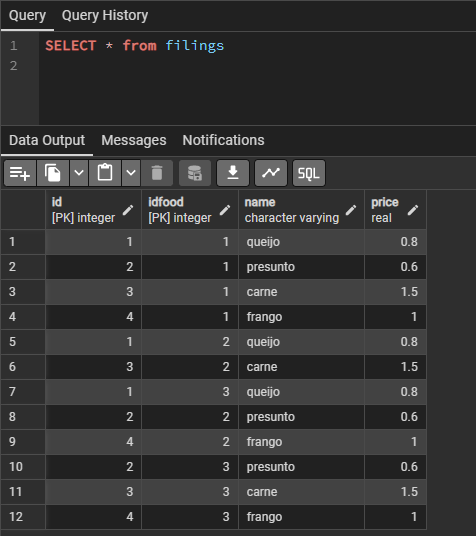 Query Query History
1 SELECT * from filings
2
Data Output Messages Notifications
SQL
id idfood name price
[PK] integer [PK] integer character varying real
1 1 1 queijo 0.8
2 2 1 presunto 0.6
3 3 1 carne 1.5
4 4 1 frango 1
5 1 2 queijo 0.8
6 3 2 carne 1.5
7 1 3 queijo 0.8
8 2 2 presunto 0.6
9 4 2 frango 1
10 2 3 presunto 0.6
11 3 3 carne 1.5
12 4 3 frango 1